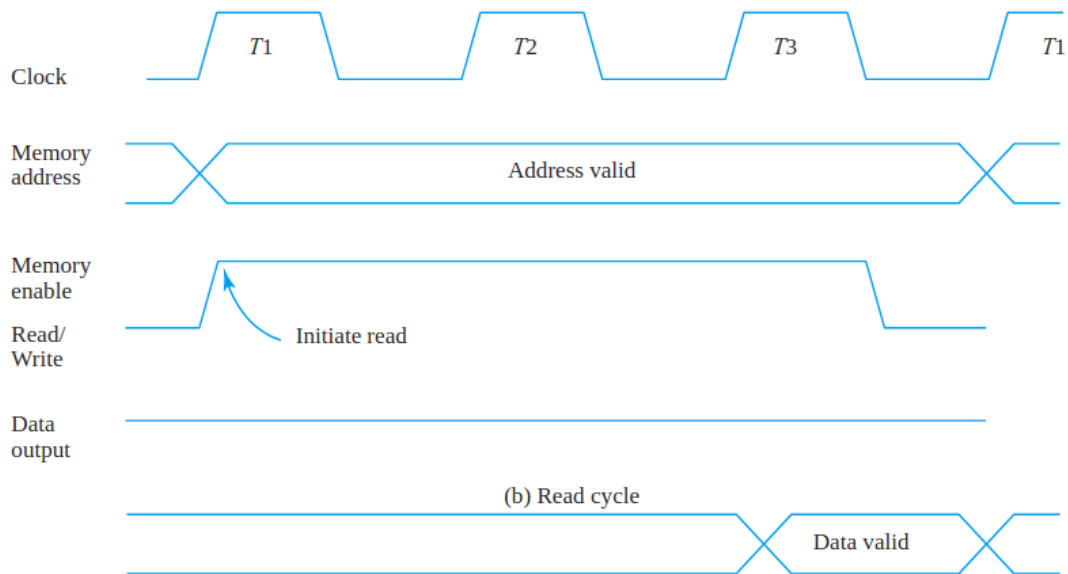 T1
T2
T3
T1
Clock
Memory
address
Address valid
Memory
enable
Read/
Write
Initiate read
Data
output
(b) Read cycle
Data valid